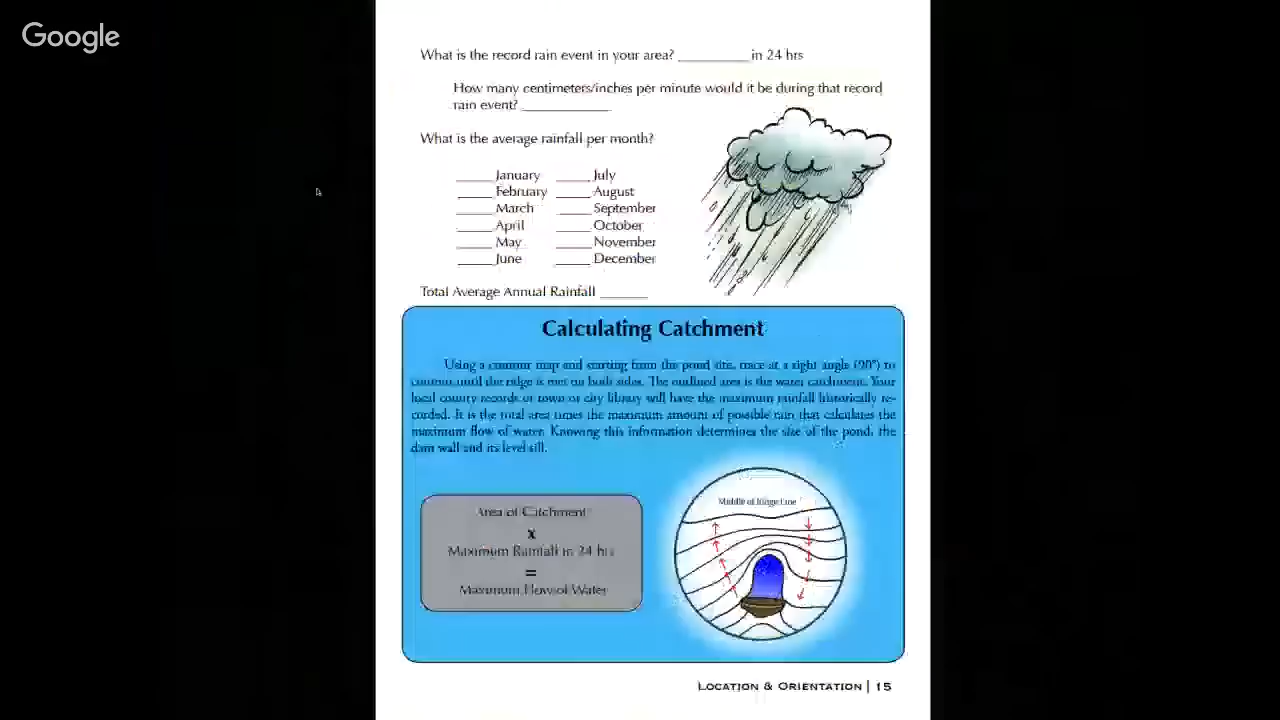 Google
What is the record rain event in your area? _________ in 24 hrs
How many centimeters/inches per minute would it be during that record
rain event? ___________
What is the average rainfall per month?
_____ January _____ July
_____ February _____ August
_____ March _____ September
_____ April _____ October
_____ May _____ November
_____ June _____ December
Total Average Annual Rainfall _______
Calculating Catchment
Using a contour map and starting from the pond site, trace at a right angle (90°) to
contour until the ridge is met on both sides. The outlined area is the water catchment. Your
local county records or town or city library will have the maximum rainfall historically re-
corded. It is the total area times the maximum amount of possible rain that calculates the
maximum flow of water. Knowing this information determines the size of the pond, the
dam wall and its level sill.
Area of Catchment
x
Maximum Rainfall in 24 hrs
=
Maximum Flow of Water
Middle of Ridge Line
Location & Orientation | 15